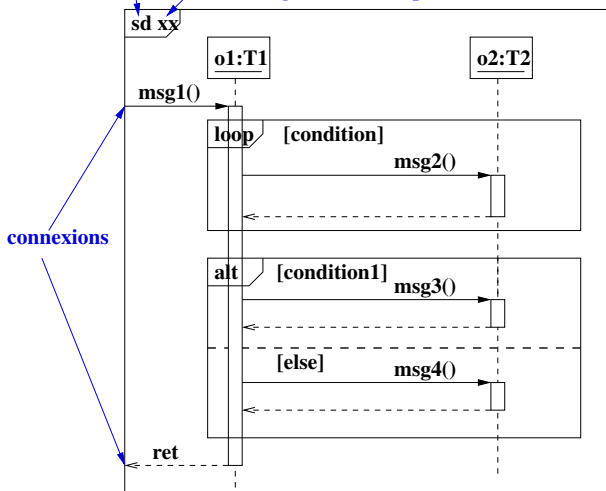 sd xx
o1:T1 o2:T2
msg1()
loop [condition]
msg2()
connexions
alt [condition1]
msg3()
[else]
msg4()
ret